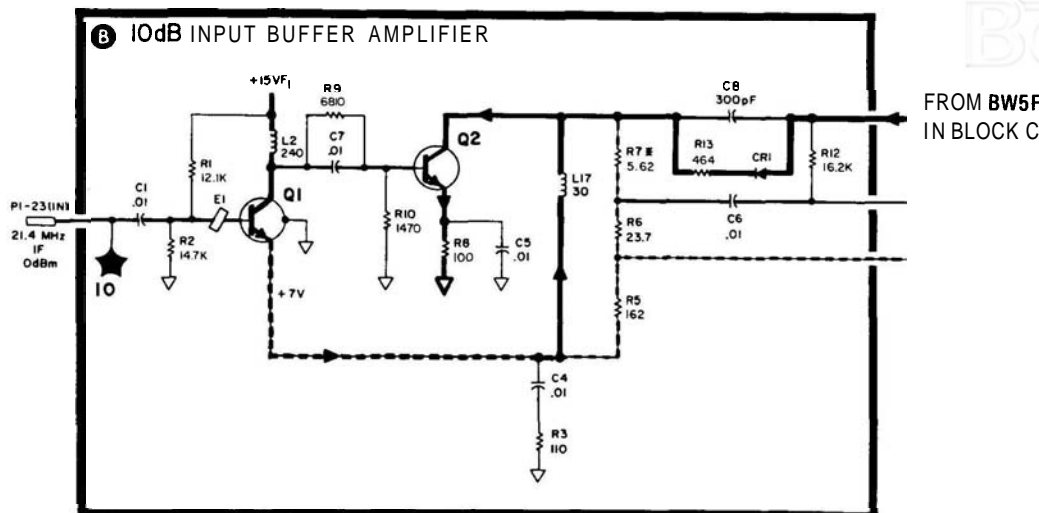 B 10dB INPUT BUFFER AMPLIFIER
+15VF1
R9
6810
C8
300pF
FROM BW5F
IN BLOCK C
L2
240
C7
.01
Q2
R1
12.1K
R7※
5.62
R13
464
CR1
R12
16.2K
C1
.01
E1
Q1
L17
30
P1-23(IN)
21.4 MHz
IF
0dBm
R2
14.7K
R10
1470
R6
23.7
C6
.01
10
R8
100
C5
.01
+7V
R5
162
C4
.01
R3
110